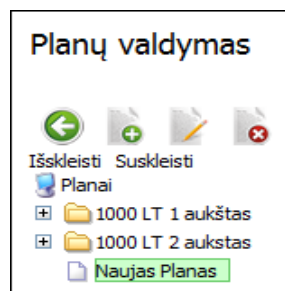 Planų valdymas
Išskleisti Suskleisti
Planai
1000 LT 1 aukštas
1000 LT 2 aukstas
Naujas Planas